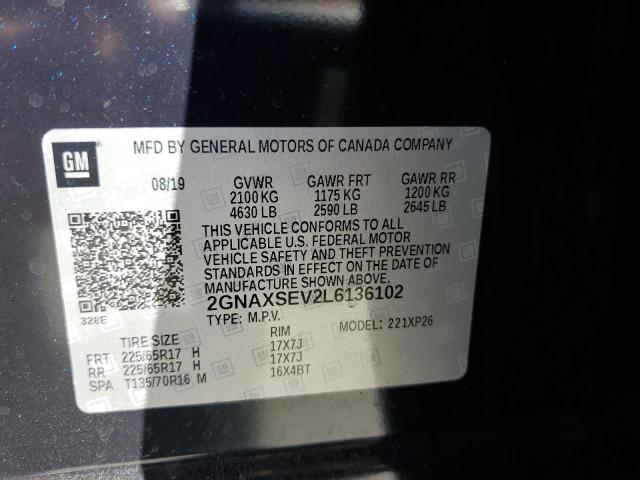 MFD BY GENERAL MOTORS OF CANADA COMPANY
GM
08/19 GVWR GAWR FRT GAWR RR
2100 KG 1175 KG 1200 KG
4630 LB 2590 LB 2645 LB
THIS VEHICLE CONFORMS TO ALL
APPLICABLE U.S. FEDERAL MOTOR
VEHICLE SAFETY AND THEFT PREVENTION
STANDARDS IN EFFECT ON THE DATE OF
MANUFACTURE SHOWN ABOVE.
328E
2GNAXSEV2L6136102
TYPE: M.P.V. MODEL: 221XP26
TIRE SIZE RIM
FRT 225/65R17 H 17X7J
RR 225/65R17 H 17X7J
SPA T135/70R16 M 16X4BT